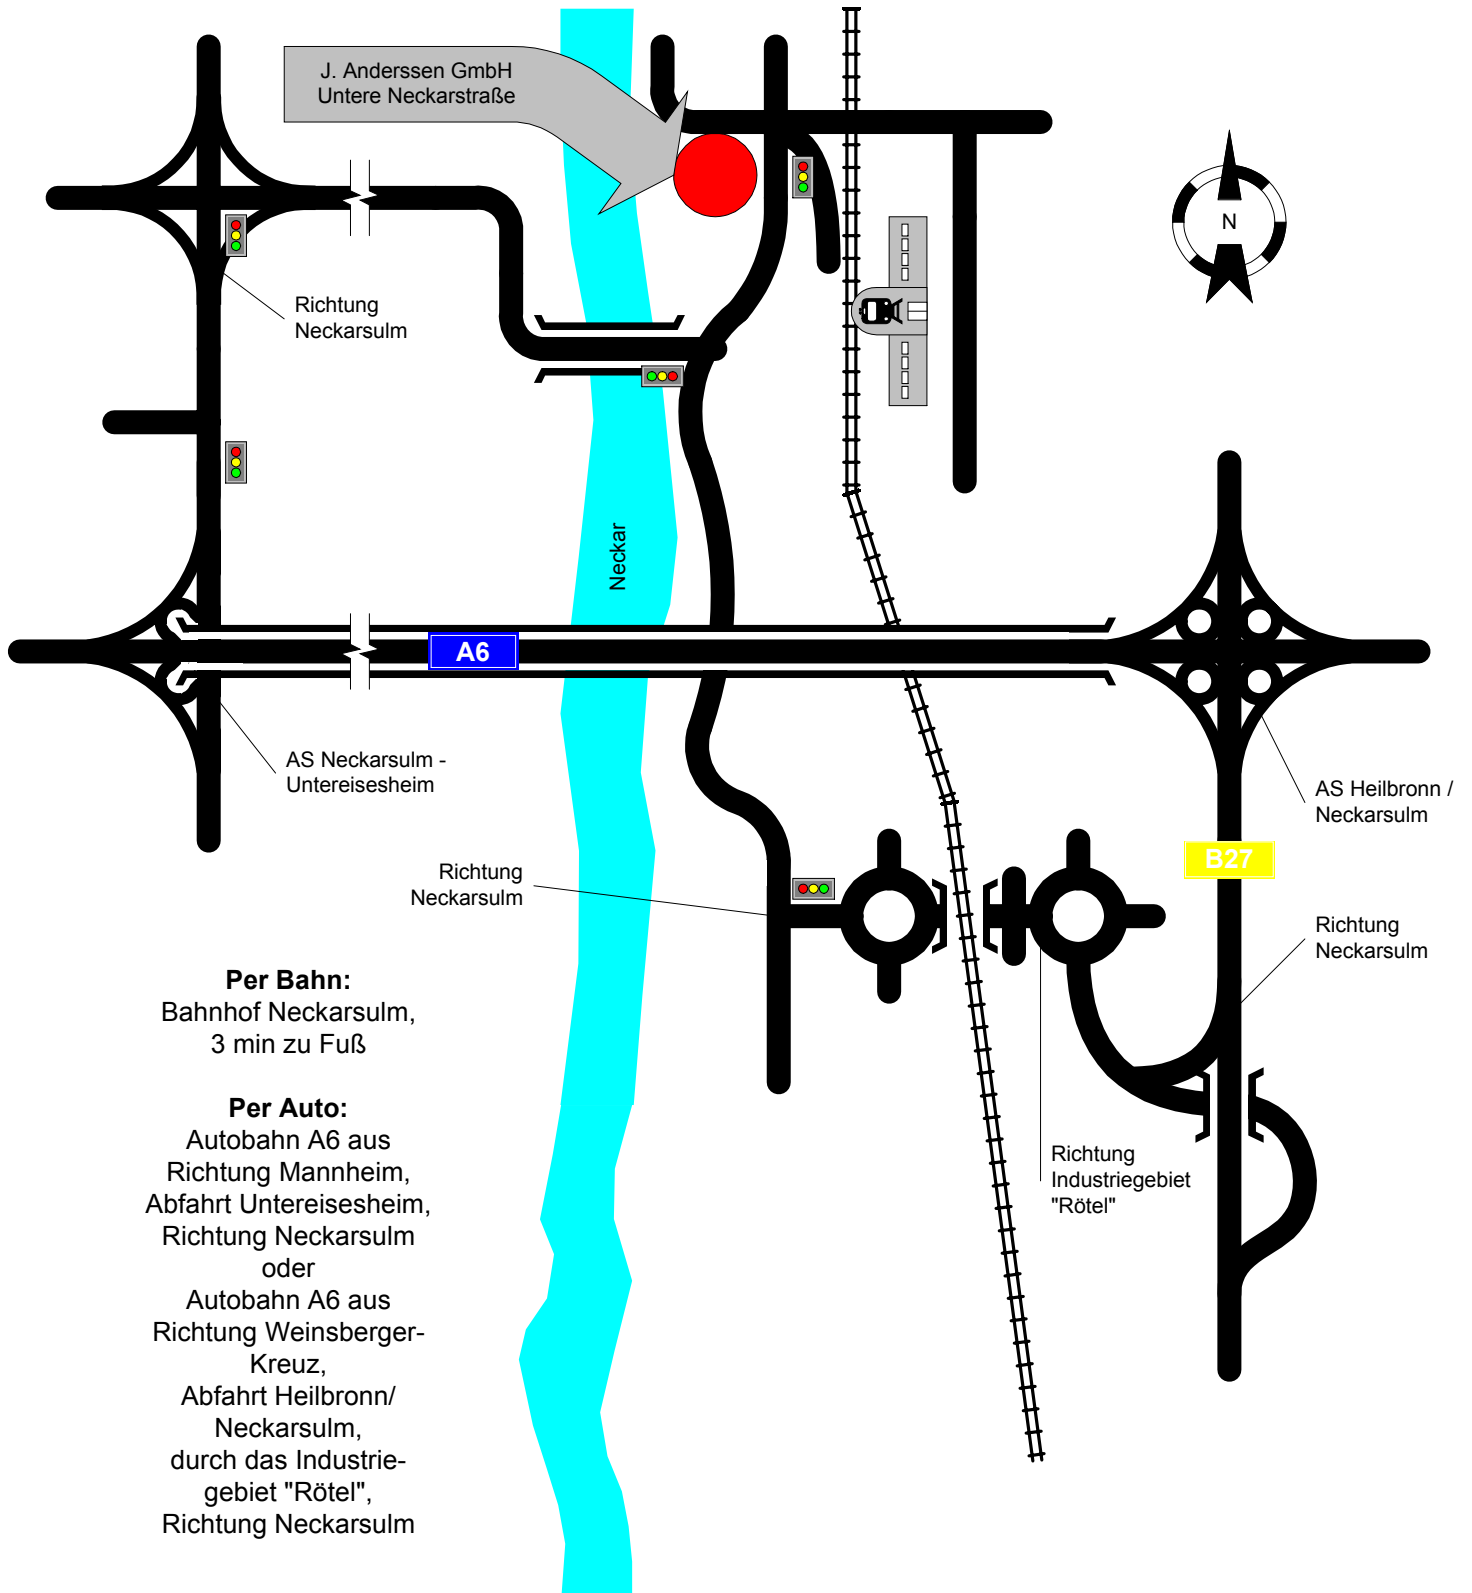 J. Anderssen GmbH
Untere Neckarstraße
N
Richtung
Neckarsulm
Neckar
A6
AS Neckarsulm -
Untereisesheim
AS Heilbronn /
Neckarsulm
B27
Richtung
Neckarsulm
Richtung
Neckarsulm
Per Bahn:
Bahnhof Neckarsulm,
3 min zu Fuß
Per Auto:
Autobahn A6 aus
Richtung Mannheim,
Abfahrt Untereisesheim,
Richtung Neckarsulm
oder
Autobahn A6 aus
Richtung Weinsberger-
Kreuz,
Abfahrt Heilbronn/
Neckarsulm,
durch das Industrie-
gebiet "Rötel",
Richtung Neckarsulm
Richtung
Industriegebiet
"Rötel"